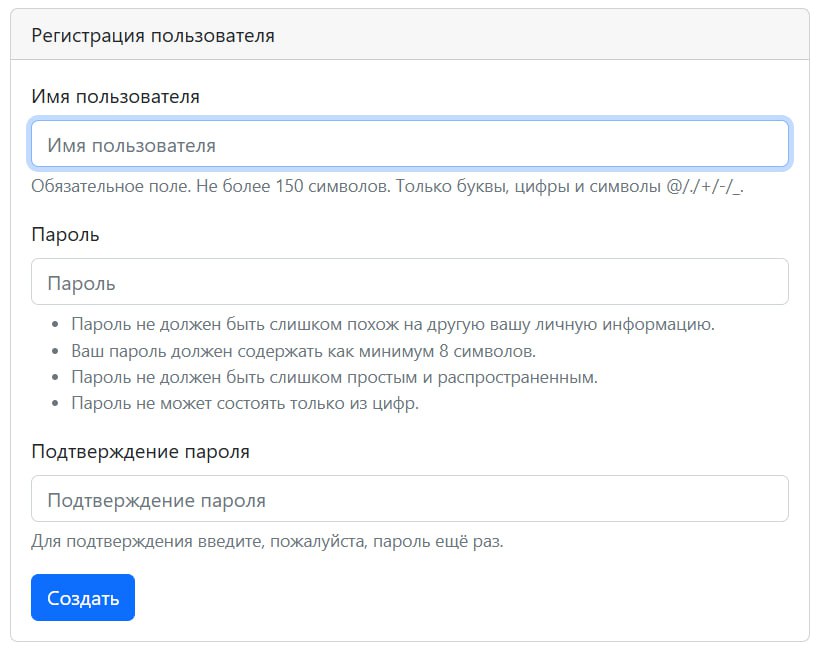 Регистрация пользователя
Имя пользователя
Имя пользователя
Обязательное поле. Не более 150 символов. Только буквы, цифры и символы @/./+/-/_.
Пароль
Пароль
• Пароль не должен быть слишком похож на другую вашу личную информацию.
• Ваш пароль должен содержать как минимум 8 символов.
• Пароль не должен быть слишком простым и распространенным.
• Пароль не может состоять только из цифр.
Подтверждение пароля
Подтверждение пароля
Для подтверждения введите, пожалуйста, пароль ещё раз.
Создать